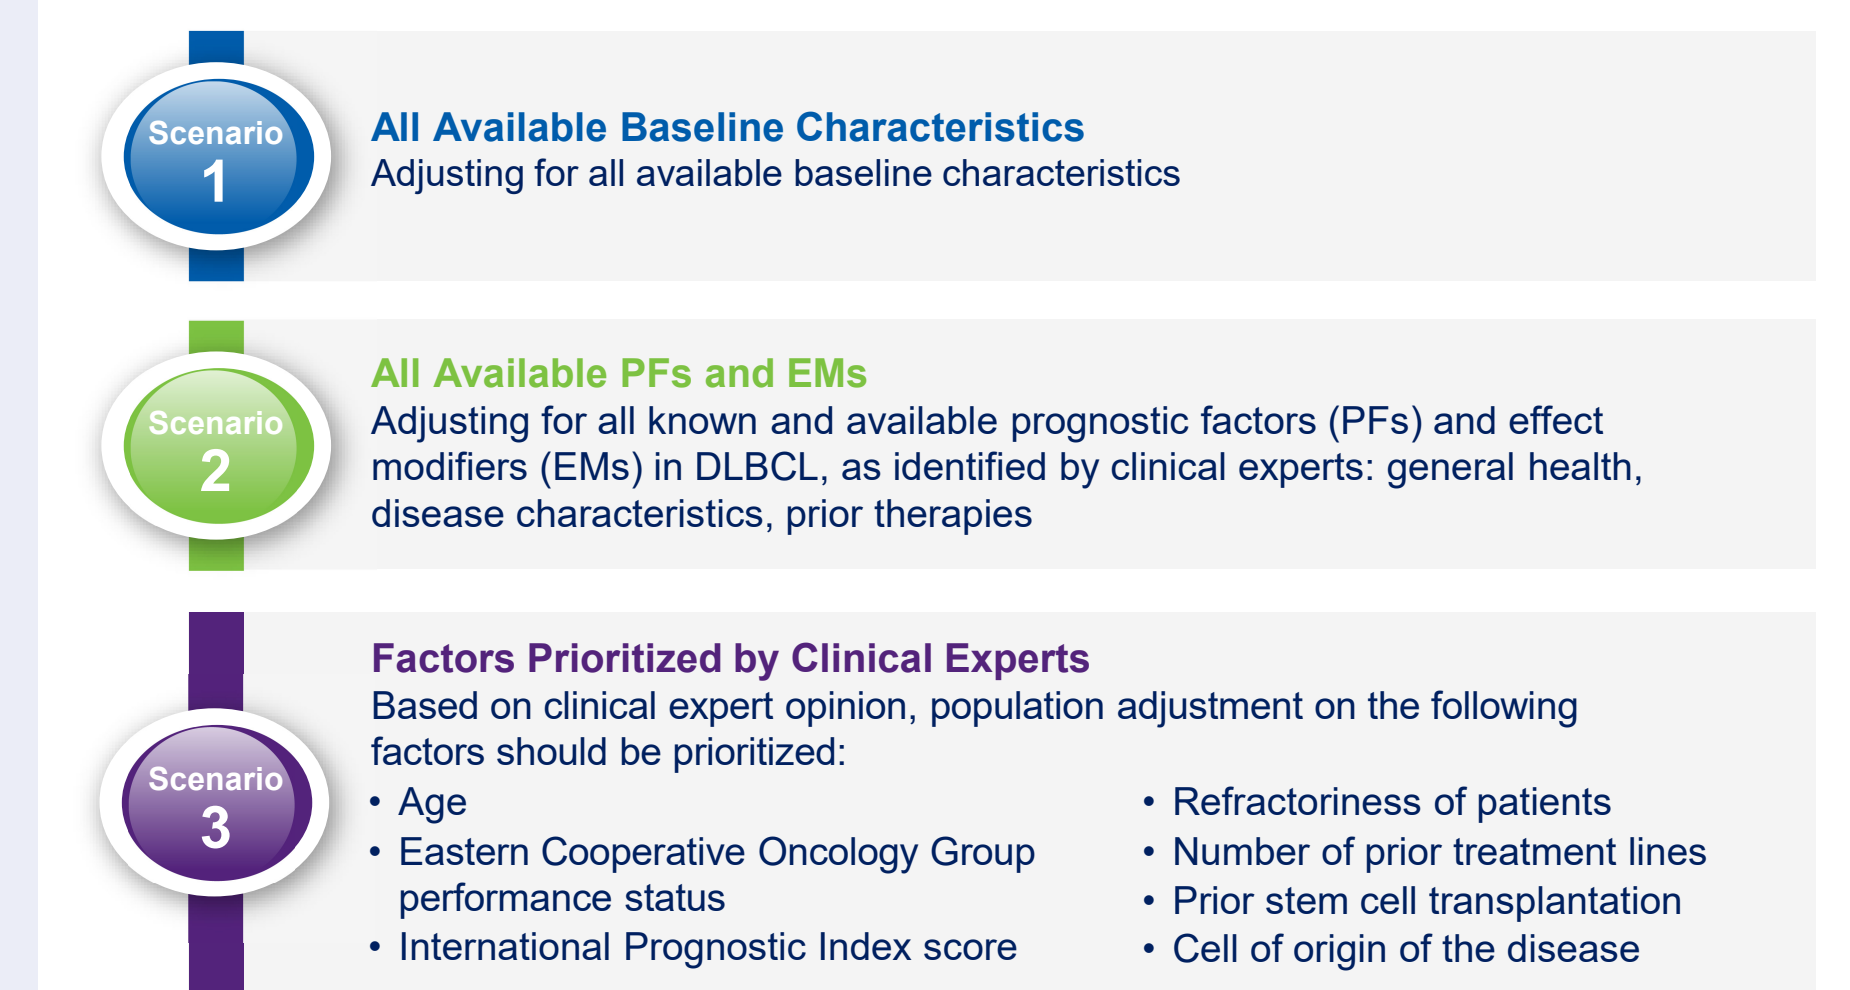 Scenario
1
All Available Baseline Characteristics
Adjusting for all available baseline characteristics
Scenario
2
All Available PFs and EMs
Adjusting for all known and available prognostic factors (PFs) and effect
modifiers (EMs) in DLBCL, as identified by clinical experts: general health,
disease characteristics, prior therapies
Scenario
3
Factors Prioritized by Clinical Experts
Based on clinical expert opinion, population adjustment on the following
factors should be prioritized:
• Age
• Eastern Cooperative Oncology Group
performance status
• International Prognostic Index score
• Refractoriness of patients
• Number of prior treatment lines
• Prior stem cell transplantation
• Cell of origin of the disease